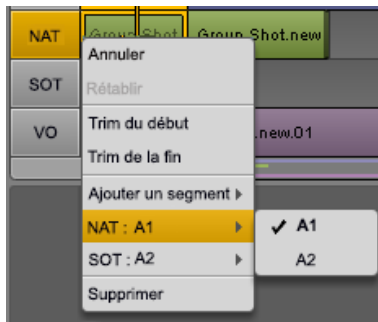 NAT
Group Shot
Group Shot.new
Annuler
SOT
Rétablir
VO
Trim du début
.new.01
Trim de la fin
Ajouter un segment
NAT : A1
A1
SOT : A2
A2
Supprimer